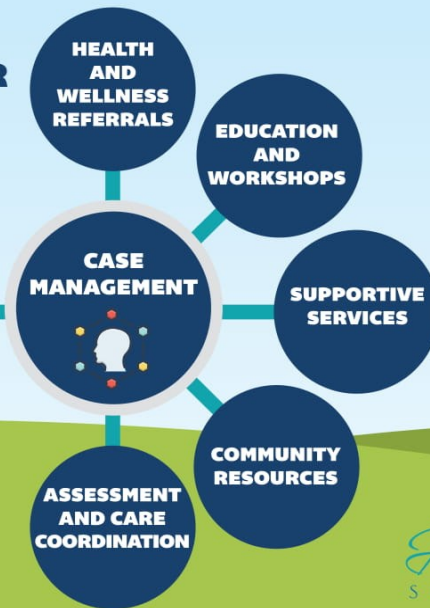 R
HEALTH
AND
WELLNESS
REFERRALS
EDUCATION
AND
WORKSHOPS
CASE
MANAGEMENT
SUPPORTIVE
SERVICES
COMMUNITY
RESOURCES
ASSESSMENT
AND CARE
COORDINATION
S